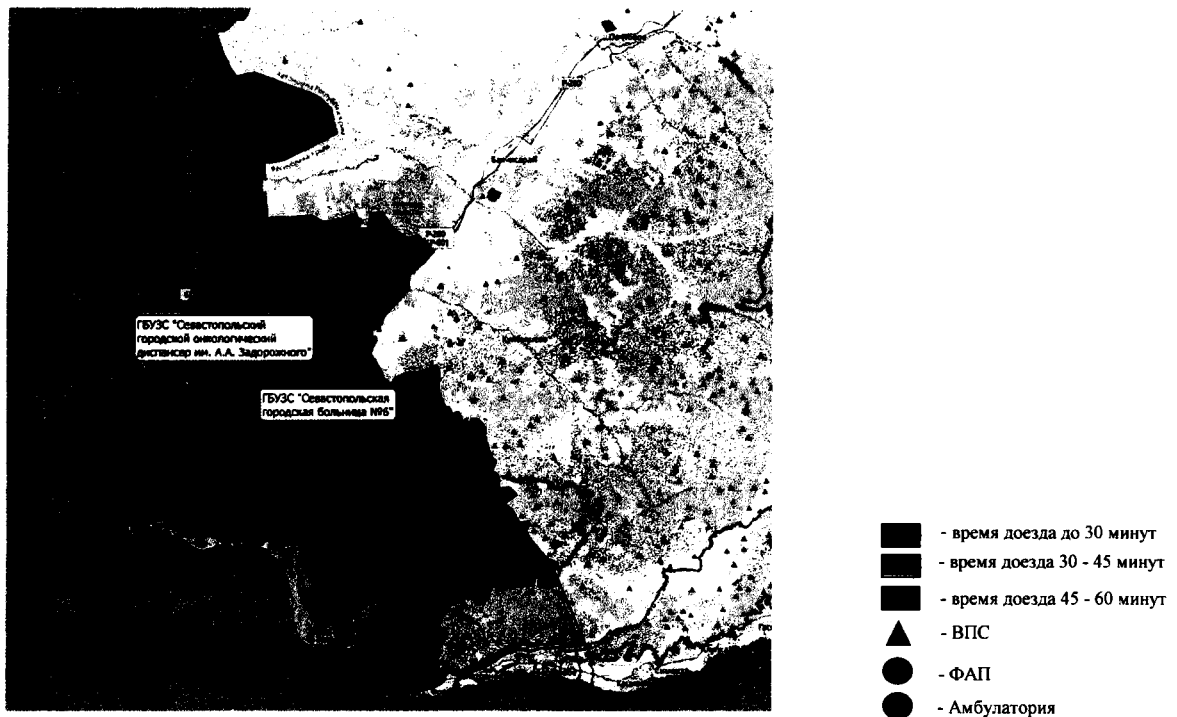 Бахчисарай
ГБУЗС "Севастопольский
городской онкологический
диспансер им. А.А. Задорожного"
ГБУЗС "Севастопольская
городская больница №6"
- время доезда до 30 минут
- время доезда 30 - 45 минут
- время доезда 45 - 60 минут
- ВПС
- ФАП
- Амбулатория